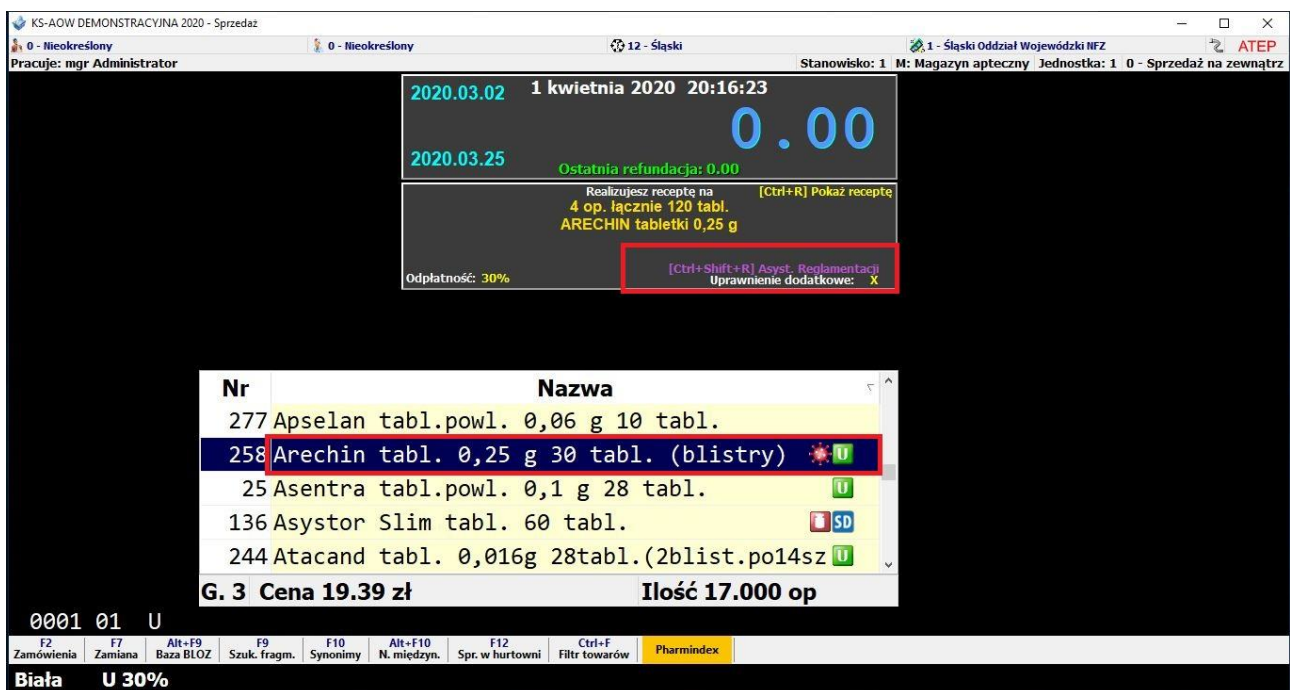 KS-AOW DEMONSTRACYJNA 2020 - Sprzedaż
0 - Nieokreślony 0 - Nieokreślony 12 - Śląski 1 - Śląski Oddział Wojewódzki NFZ ATEP
Pracuje: mgr Administrator Stanowisko: 1 M: Magazyn apteczny Jednostka: 1 0 - Sprzedaż na zewnątrz
2020.03.02 1 kwietnia 2020 20:16:23
0.00
2020.03.25 Ostatnia refundacja: 0.00
Realizujesz receptę na [Ctrl+R] Pokaż receptę
4 op. łącznie 120 tabl.
ARECHIN tabletki 0,25 g
[Ctrl+Shift+R] Asyst. Reglamentacji
Odpłatność: 30% Uprawnienie dodatkowe: X
Nr Nazwa
277 Apselan tabl.powl. 0,06 g 10 tabl.
258 Arechin tabl. 0,25 g 30 tabl. (blistry) U
25 Asentra tabl.powl. 0,1 g 28 tabl. U
136 Asystor Slim tabl. 60 tabl. SD
244 Atacand tabl. 0,016g 28tabl.(2blist.po14sz U
G. 3 Cena 19.39 zł Ilość 17.000 op
0001 01 U
F2 F7 Alt+F9 F9 F10 Alt+F10 F12 Ctrl+F
Zamówienia Zamiana Baza BLOZ Szuk. fragm. Synonimy N. międzyn. Spr. w hurtowni Filtr towarów Pharmindex
Biała U 30%